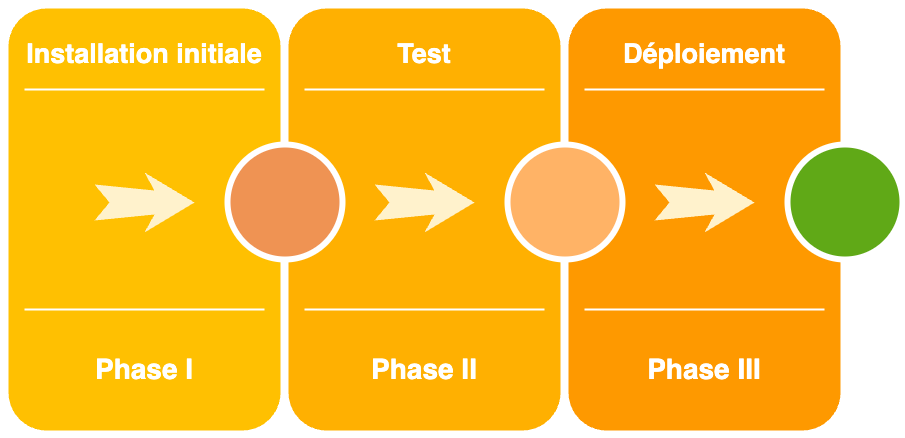 Installation initiale
Test
Déploiement
Phase I
Phase II
Phase III